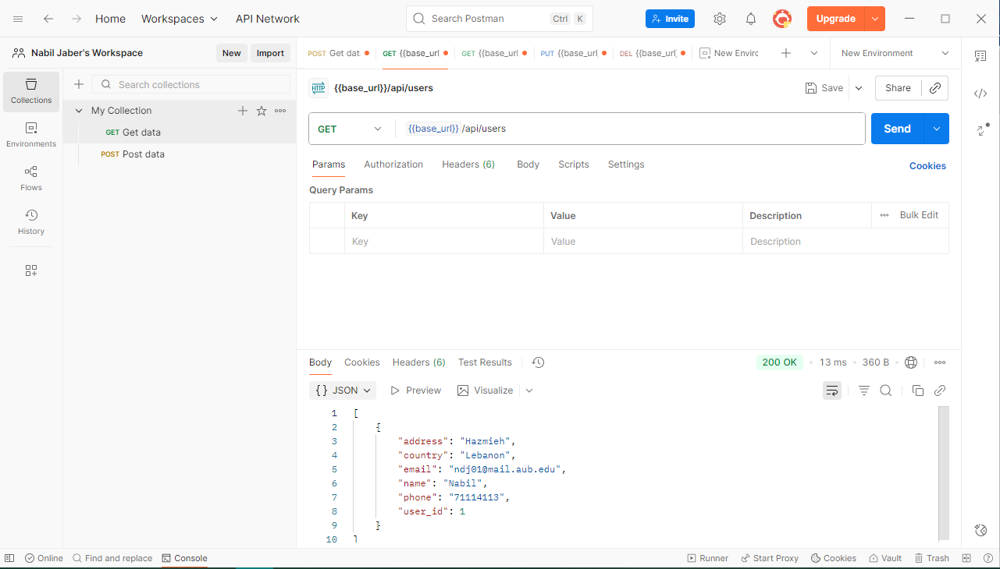 Home Workspaces API Network Search Postman Ctrl K Invite Upgrade
Nabil Jaber's Workspace New Import
POST Get dat GET {{base_url GET {{base_url PUT {{base_url DEL {{base_url New Envirc New Environment
Collections
Environments
Flows
History
Search collections
My Collection
GET Get data
POST Post data
HTTP {{base_url}}/api/users Save Share
GET {{base_url}} /api/users Send
Params Authorization Headers (6) Body Scripts Settings Cookies
Query Params
Key Value Description Bulk Edit
Key Value Description
Body Cookies Headers (6) Test Results 200 OK 13 ms 360 B
{} JSON Preview Visualize
1 [
2 {
3 "address": "Hazmieh",
4 "country": "Lebanon",
5 "email": "ndj01@mail.aub.edu",
6 "name": "Nabil",
7 "phone": "71114113",
8 "user_id": 1
9 }
10 ]
Online Find and replace Console Runner Start Proxy Cookies Vault Trash